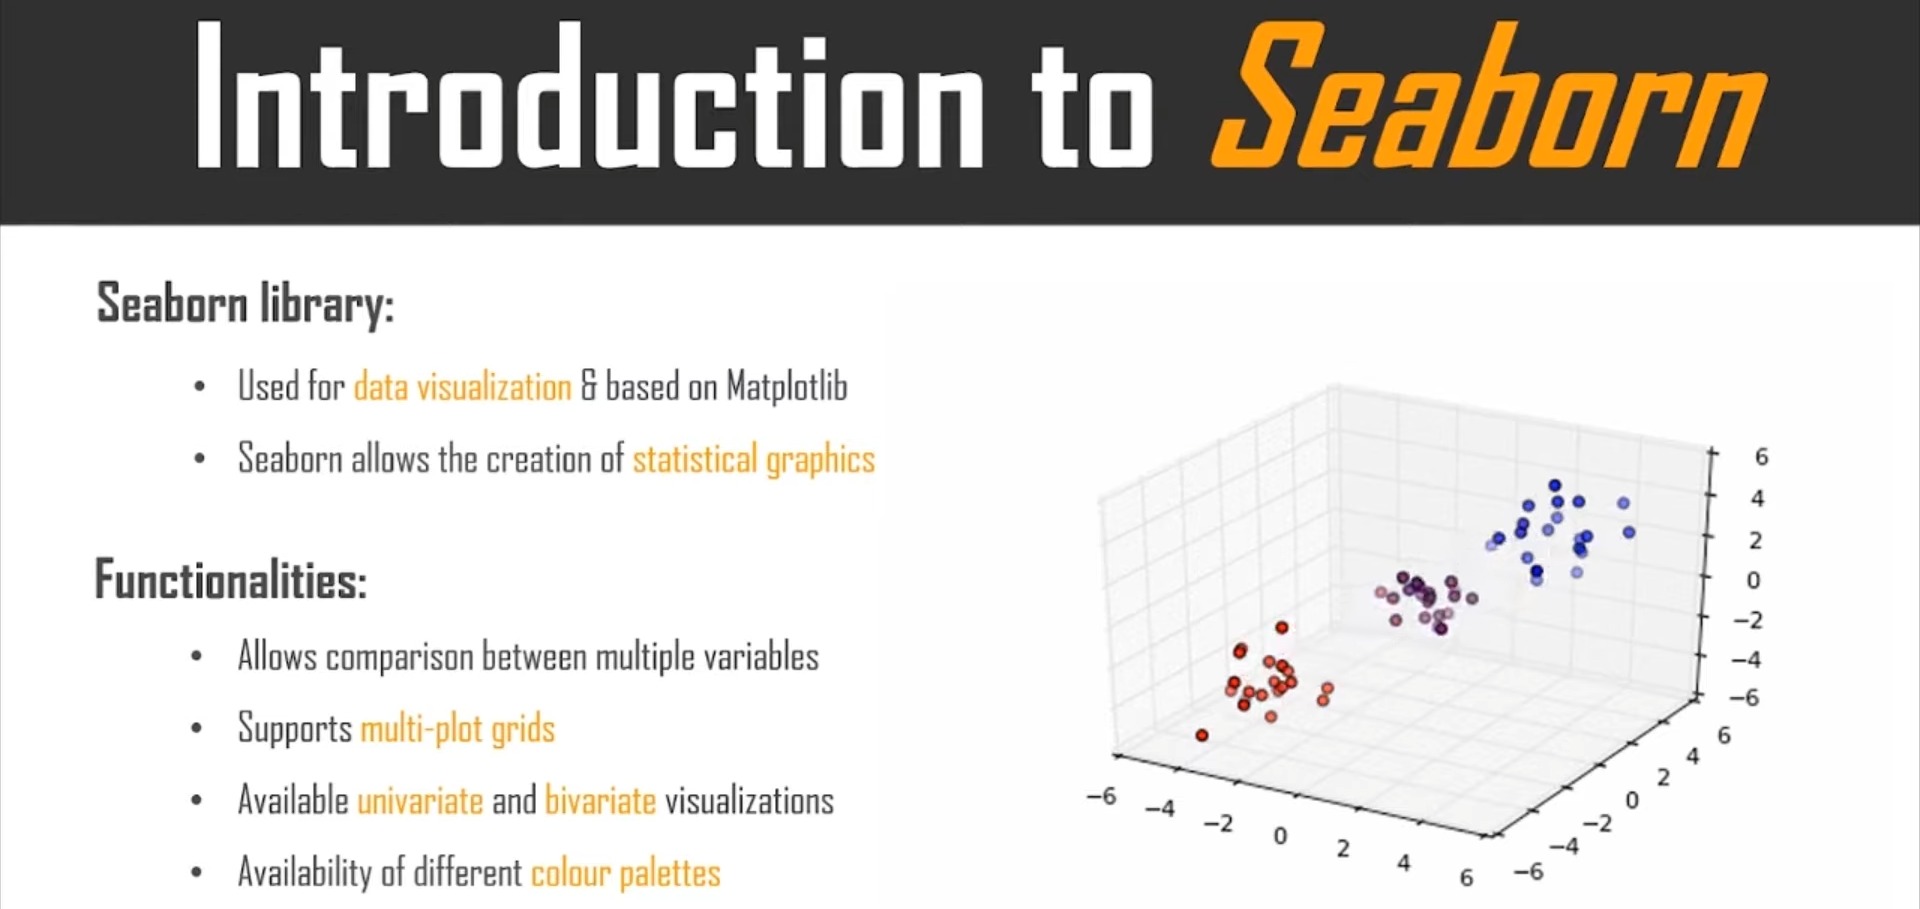 Introduction to Seaborn
Seaborn library:
• Used for data visualization & based on Matplotlib
• Seaborn allows the creation of statistical graphics
Functionalities:
• Allows comparison between multiple variables
• Supports multi-plot grids
• Available univariate and bivariate visualizations
• Availability of different colour palettes
6
4
2
0
−2
−4
−6
−6 −4 −2 0 2 4 6
−6 −4 −2 0 2 4 6